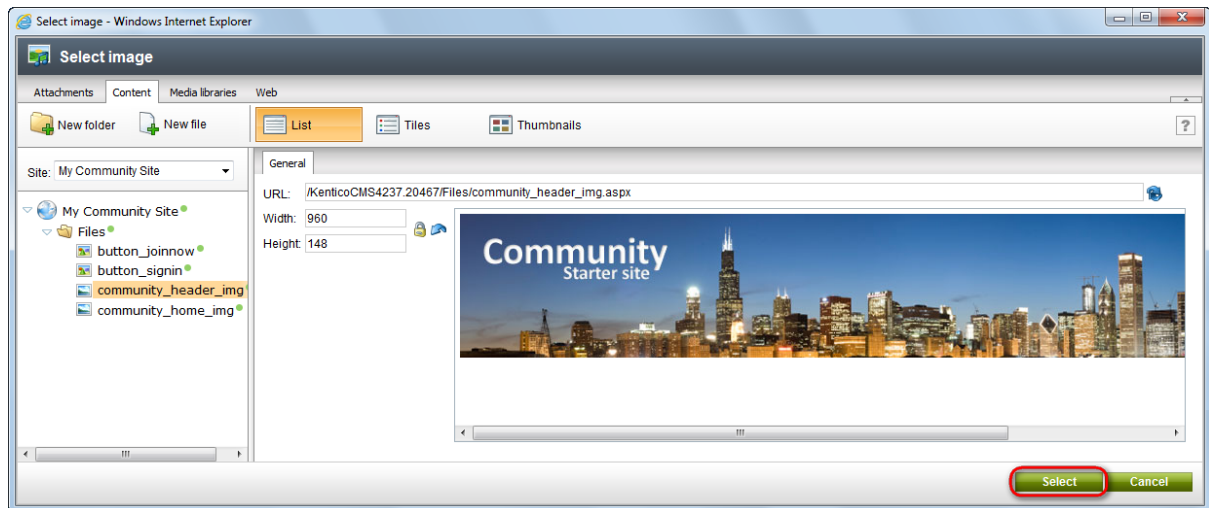 Select image - Windows Internet Explorer
Select image
Attachments Content Media libraries Web
New folder New file List Tiles Thumbnails ?
Site: My Community Site
General
URL: /KenticoCMS4237.20467/Files/community_header_img.aspx
My Community Site
Width: 960
Files
Height: 148
Community
Starter site
button_joinnow
button_signin
community_header_img
community_home_img
Select Cancel